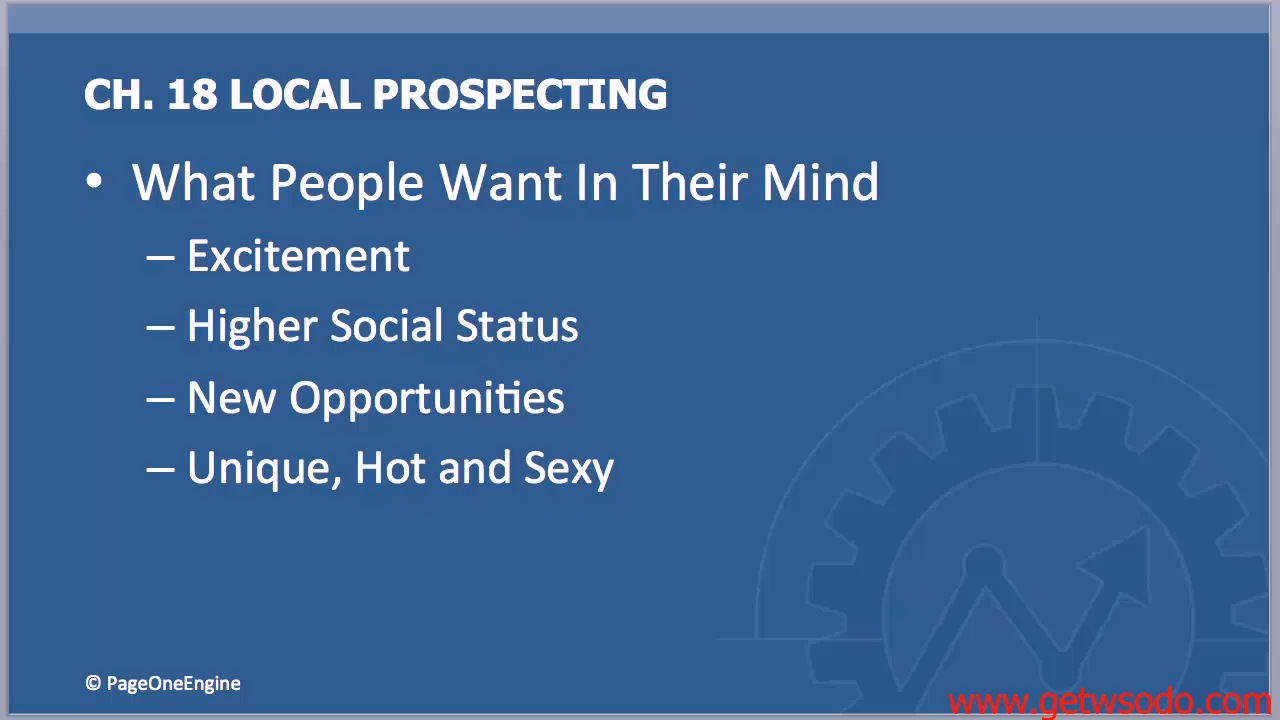 CH. 18 LOCAL PROSPECTING
• What People Want In Their Mind
– Excitement
– Higher Social Status
– New Opportunities
– Unique, Hot and Sexy
© PageOneEngine
www.getwsodo.com